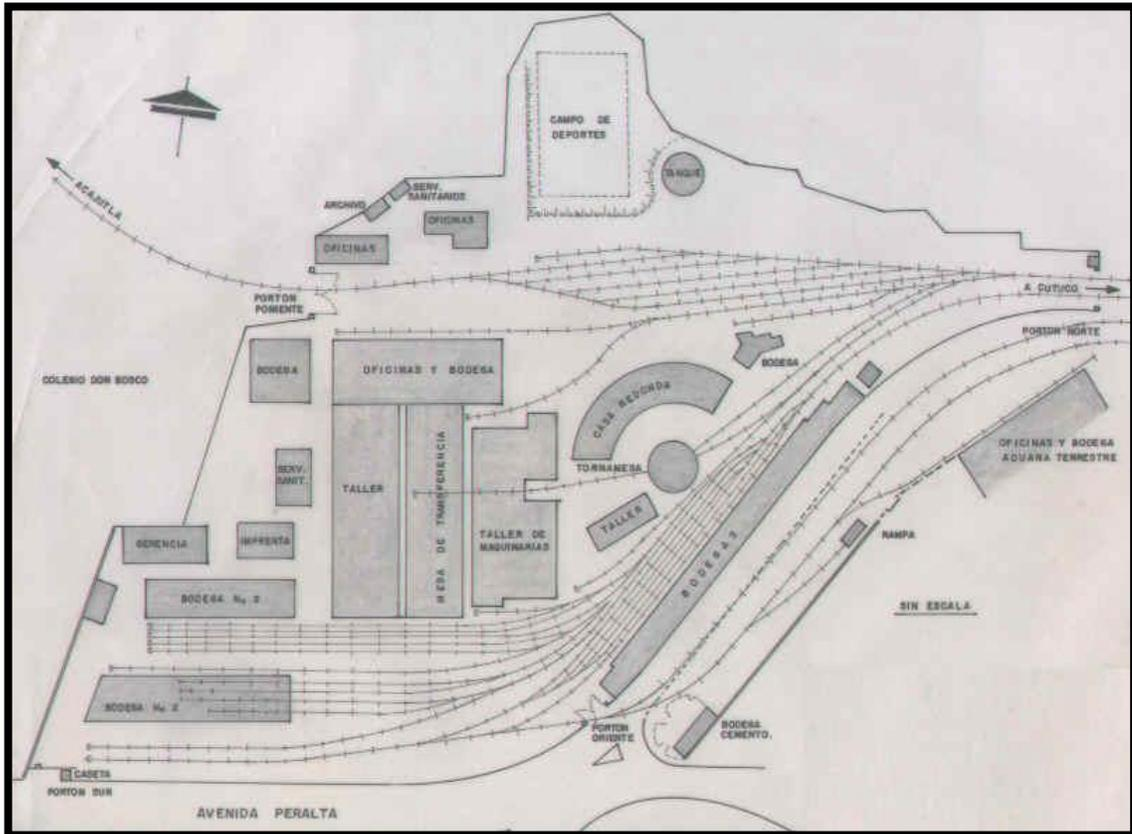 CAMPO DE
DEPORTES
TANQUE
SERV.
SANITARIOS
ARCHIVO
OFICINAS
OFICINAS
ACAJUTLA
PORTON
PONIENTE
A CUTUCO
PORTON NORTE
COLEGIO DON BOSCO
BODEGA
OFICINAS Y BODEGA
BODEGA
CASA REDONDA
OFICINAS Y BODEGA
ADUANA TERRESTRE
SERV.
SANIT.
TALLER
MESA DE TRANSFERENCIA
TORNAMESA
TALLER
TALLER DE
MAQUINARIAS
GERENCIA
IMPRENTA
BODEGA 3
RAMPA
SIN ESCALA
BODEGA No 2
BODEGA No 2
PORTON
ORIENTE
BODEGA
CEMENTO.
CASETA
PORTON SUR
AVENIDA PERALTA